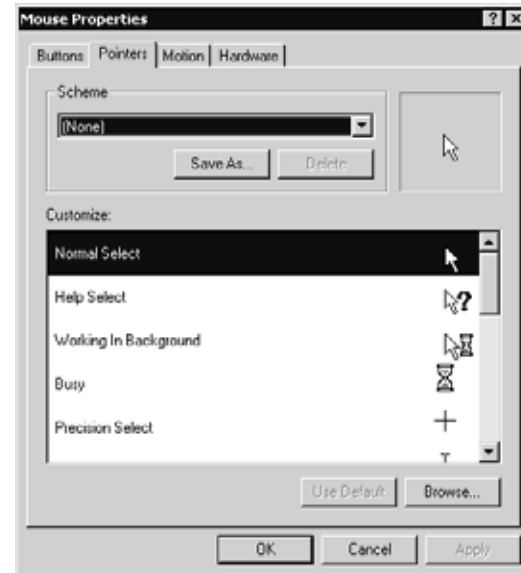 Mouse Properties
Buttons Pointers Motion Hardware
Scheme
(None)
Save As... Delete
Customize:
Normal Select
Help Select
Working In Background
Busy
Precision Select
Use Default Browse...
OK Cancel Apply